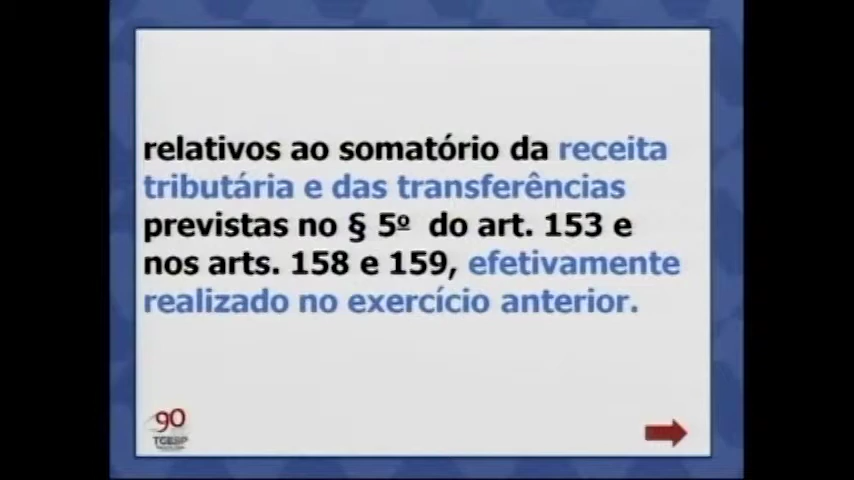 relativos ao somatório da receita
tributária e das transferências
previstas no § 5º do art. 153 e
nos arts. 158 e 159, efetivamente
realizado no exercício anterior.
90